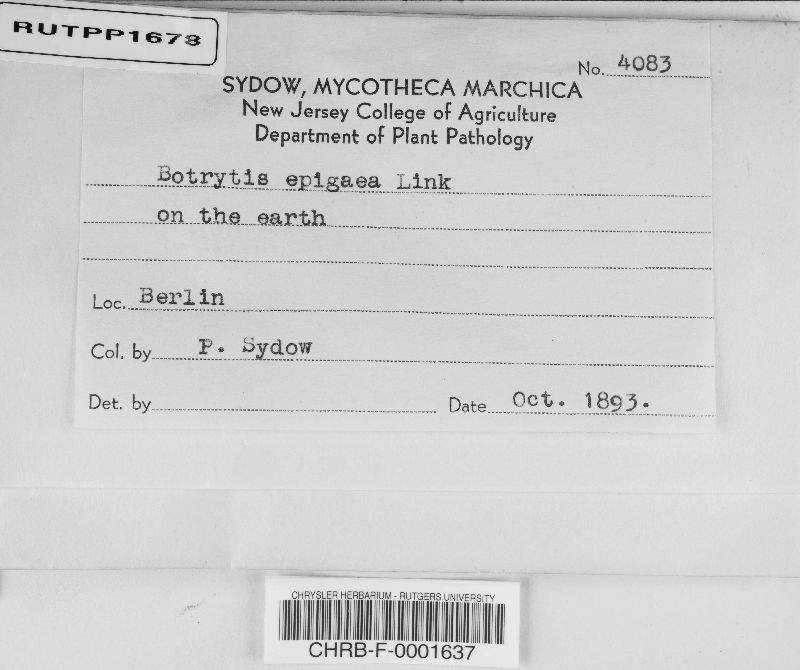 RUTPP1673
No. 4083
SYDOW, MYCOTHECA MARCHICA
New Jersey College of Agriculture
Department of Plant Pathology
Botrytis epigaea Link
on the earth
Loc. Berlin
Col. by P. Sydow
Det. by
Date Oct. 1893.
CHRYSLER HERBARIUM - RUTGERS UNIVERSITY
CHRB-F-0001637